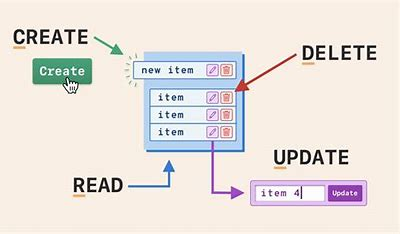 CREATE
Create
new item
DELETE
item
item
item
READ
UPDATE
item 4
Update